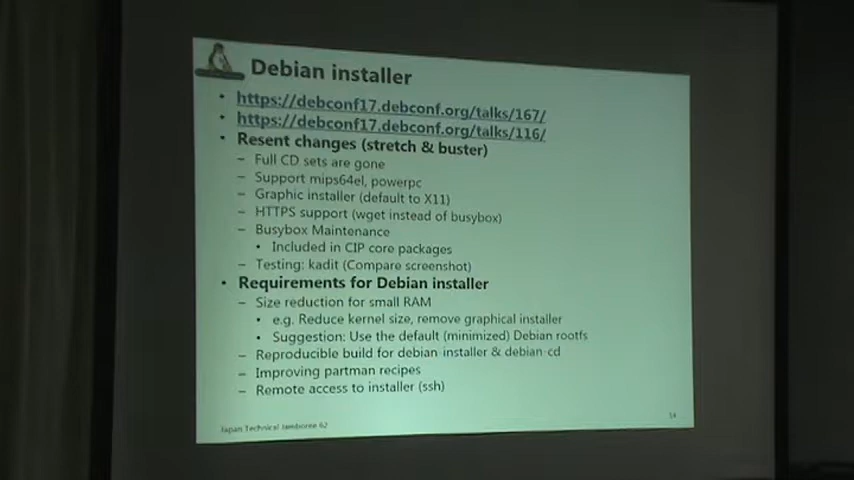 Debian installer
• https://debconf17.debconf.org/talks/167/
• https://debconf17.debconf.org/talks/116/
• Resent changes (stretch & buster)
– Full CD sets are gone
– Support mips64el, powerpc
– Graphic installer (default to X11)
– HTTPS support (wget instead of busybox)
– Busybox Maintenance
• Included in CIP core packages
– Testing: kadit (Compare screenshot)
• Requirements for Debian installer
– Size reduction for small RAM
• e.g. Reduce kernel size, remove graphical installer
• Suggestion: Use the default (minimized) Debian rootfs
– Reproducible build for debian installer & debian-cd
– Improving partman recipes
– Remote access to installer (ssh)
Japan Technical Jamboree 62
14